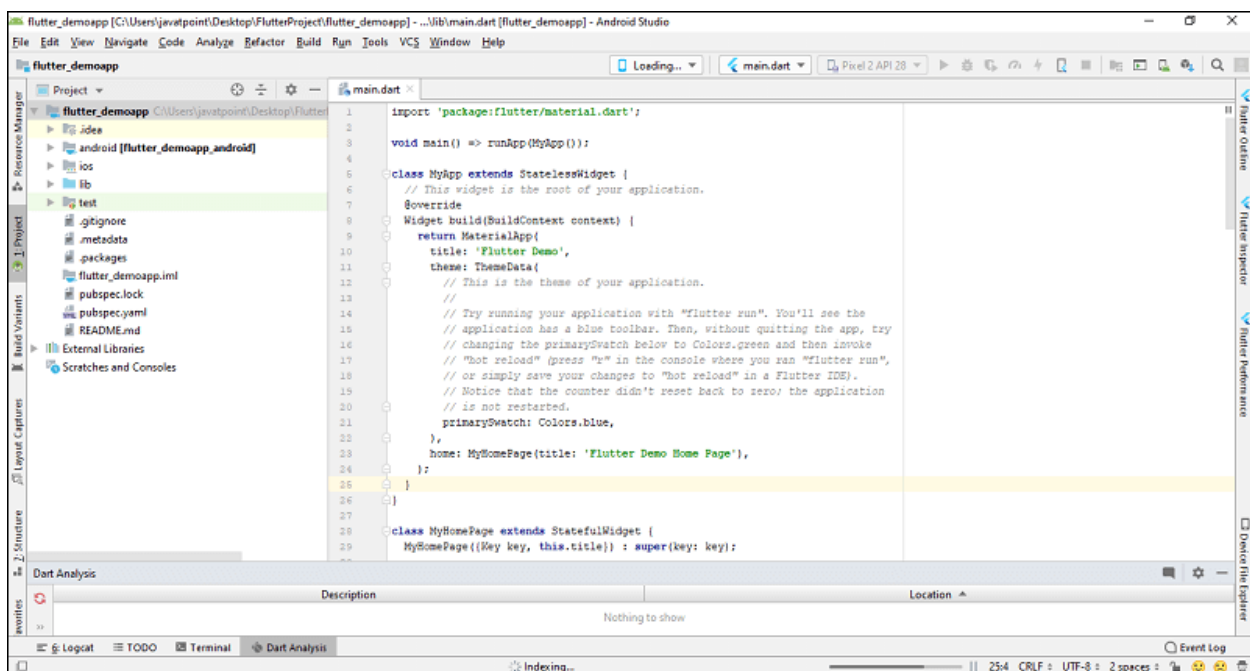 flutter_demoapp [C:\Users\javatpoint\Desktop\FlutterProject\flutter_demoapp] - ...\lib\main.dart [flutter_demoapp] - Android Studio
File Edit View Navigate Code Analyze Refactor Build Run Tools VCS Window Help
flutter_demoapp
Loading...
main.dart
Pixel 2 API 28
Project
main.dart
Resource Manager
1: Project
Build Variants
Layout Captures
7: Structure
avorites
flutter_demoapp C:\Users\javatpoint\Desktop\Flutter
.idea
android [flutter_demoapp_android]
ios
lib
test
.gitignore
.metadata
.packages
flutter_demoapp.iml
pubspec.lock
pubspec.yaml
README.md
External Libraries
Scratches and Consoles
1 import 'package:flutter/material.dart';
2
3 void main() => runApp(MyApp());
4
5 class MyApp extends StatelessWidget {
6 // This widget is the root of your application.
7 @override
8 Widget build(BuildContext context) {
9 return MaterialApp(
10 title: 'Flutter Demo',
11 theme: ThemeData(
12 // This is the theme of your application.
13 //
14 // Try running your application with "flutter run". You'll see the
15 // application has a blue toolbar. Then, without quitting the app, try
16 // changing the primarySwatch below to Colors.green and then invoke
17 // "hot reload" (press "r" in the console where you ran "flutter run",
18 // or simply save your changes to "hot reload" in a Flutter IDE).
19 // Notice that the counter didn't reset back to zero; the application
20 // is not restarted.
21 primarySwatch: Colors.blue,
22 ),
23 home: MyHomePage(title: 'Flutter Demo Home Page'),
24 );
25 }
26 }
27
28 class MyHomePage extends StatefulWidget {
29 MyHomePage({Key key, this.title}) : super(key: key);
Flutter Outline
Flutter Inspector
Flutter Performance
Device File Explorer
Dart Analysis
Description
Location
Nothing to show
6: Logcat
TODO
Terminal
Dart Analysis
Event Log
Indexing...
25:4 CRLF UTF-8 2 spaces